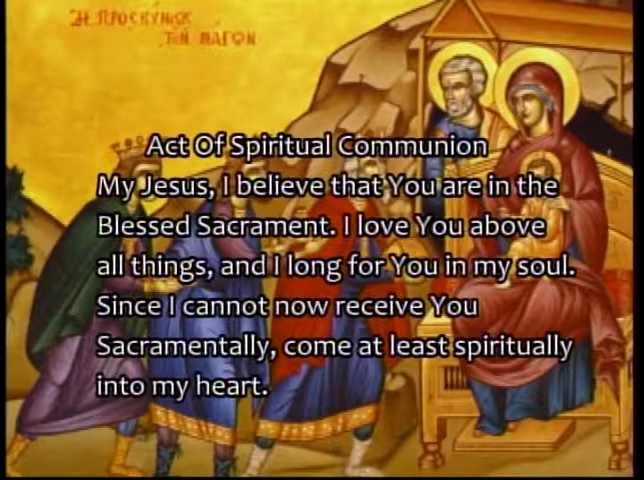 Ἡ ΠΡΟΣΚΥΝΗΣΙΣ
ΤΩΝ ΜΑΓΩΝ
Act Of Spiritual Communion
My Jesus, I believe that You are in the
Blessed Sacrament. I love You above
all things, and I long for You in my soul.
Since I cannot now receive You
Sacramentally, come at least spiritually
into my heart.